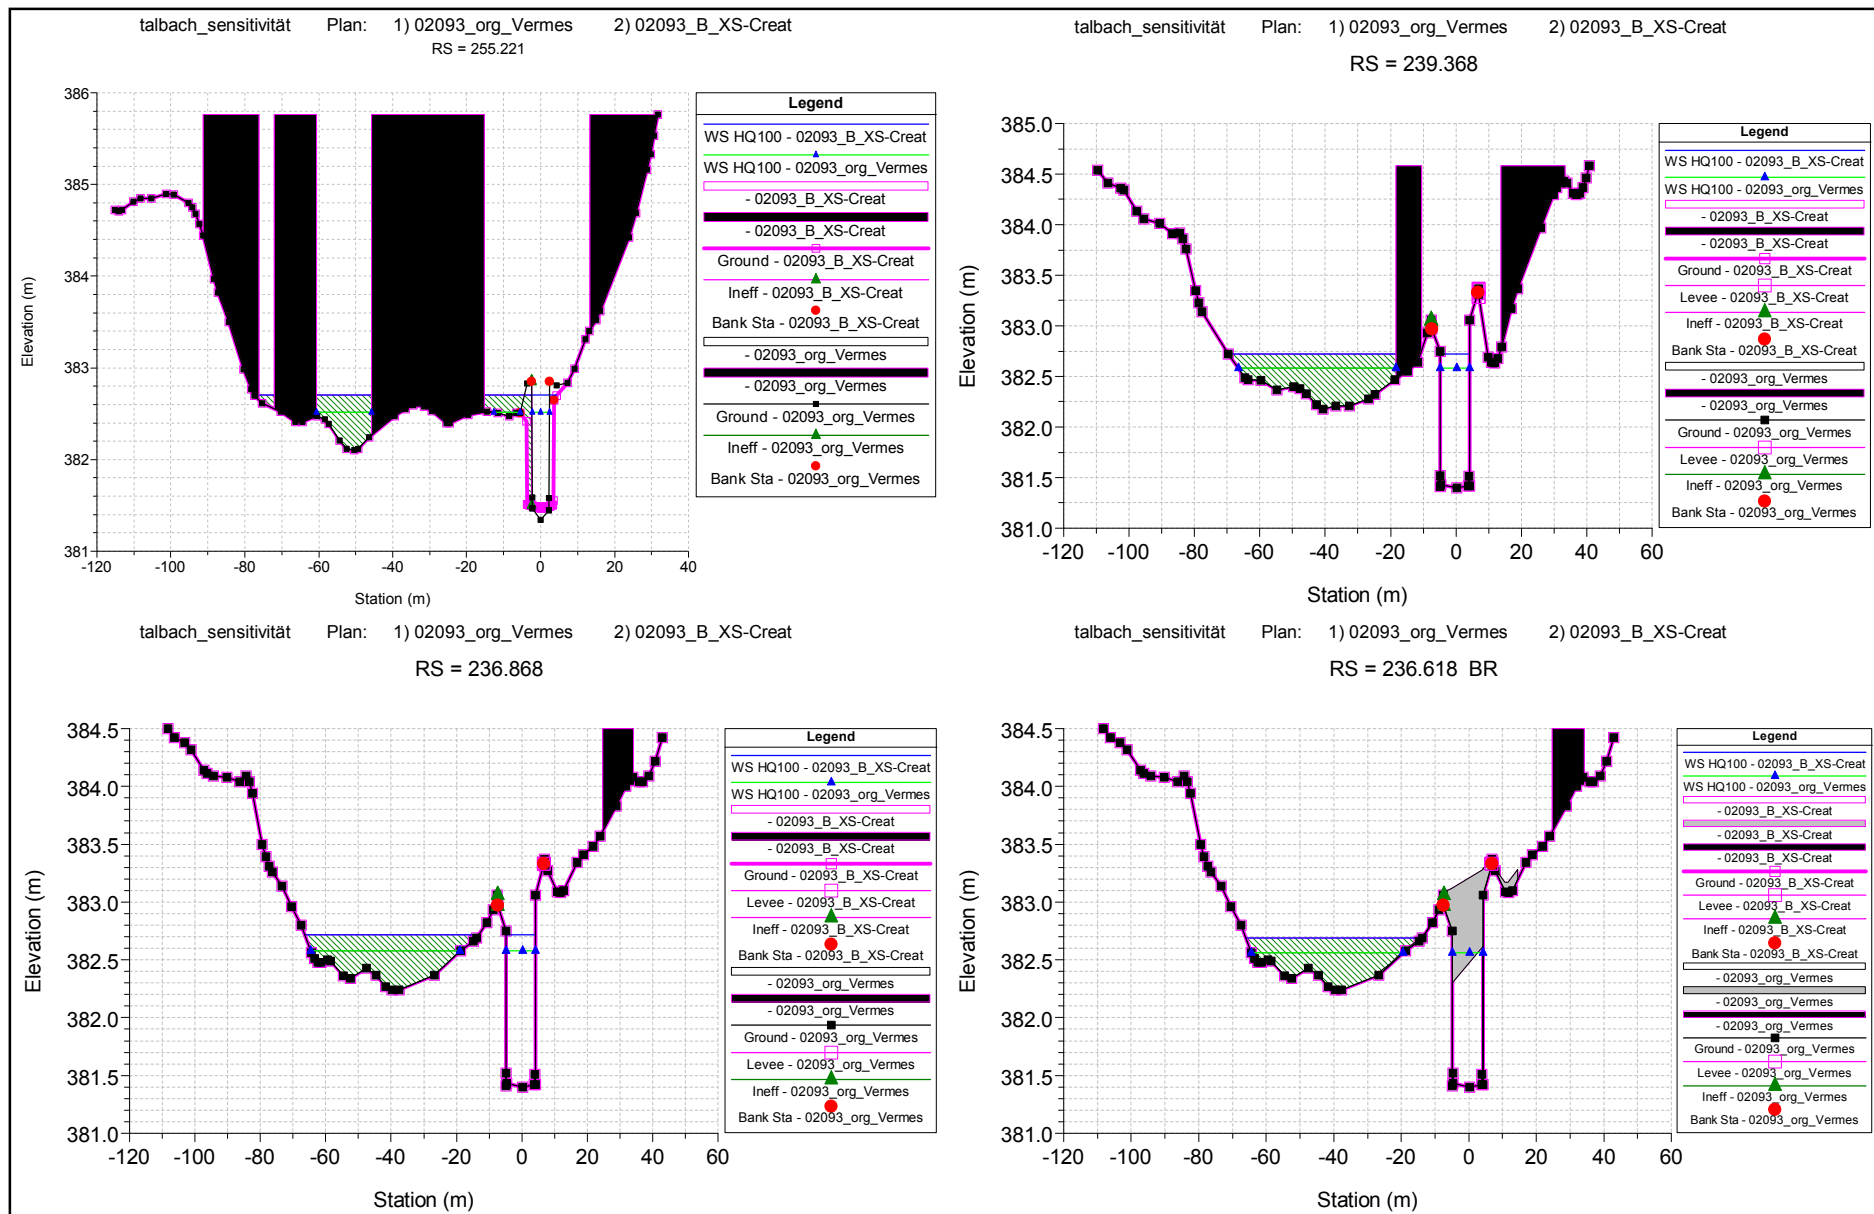 talbach_sensitivität Plan: 1) 02093_org_Vermes 2) 02093_B_XS-Creat
RS = 255.221
Elevation (m)
386
385
384
383
382
381
-120 -100 -80 -60 -40 -20 0 20 40
Station (m)
Legend
WS HQ100 - 02093_B_XS-Creat
WS HQ100 - 02093_org_Vermes
- 02093_B_XS-Creat
- 02093_B_XS-Creat
Ground - 02093_B_XS-Creat
Ineff - 02093_B_XS-Creat
Bank Sta - 02093_B_XS-Creat
- 02093_org_Vermes
- 02093_org_Vermes
Ground - 02093_org_Vermes
Ineff - 02093_org_Vermes
Bank Sta - 02093_org_Vermes
talbach_sensitivität Plan: 1) 02093_org_Vermes 2) 02093_B_XS-Creat
RS = 239.368
Elevation (m)
385.0
384.5
384.0
383.5
383.0
382.5
382.0
381.5
381.0
-120 -100 -80 -60 -40 -20 0 20 40 60
Station (m)
Legend
WS HQ100 - 02093_B_XS-Creat
WS HQ100 - 02093_org_Vermes
- 02093_B_XS-Creat
- 02093_B_XS-Creat
Ground - 02093_B_XS-Creat
Levee - 02093_B_XS-Creat
Ineff - 02093_B_XS-Creat
Bank Sta - 02093_B_XS-Creat
- 02093_org_Vermes
- 02093_org_Vermes
Ground - 02093_org_Vermes
Levee - 02093_org_Vermes
Ineff - 02093_org_Vermes
Bank Sta - 02093_org_Vermes
talbach_sensitivität Plan: 1) 02093_org_Vermes 2) 02093_B_XS-Creat
RS = 236.868
Elevation (m)
384.5
384.0
383.5
383.0
382.5
382.0
381.5
381.0
-120 -100 -80 -60 -40 -20 0 20 40 60
Station (m)
Legend
WS HQ100 - 02093_B_XS-Creat
WS HQ100 - 02093_org_Vermes
- 02093_B_XS-Creat
- 02093_B_XS-Creat
Ground - 02093_B_XS-Creat
Levee - 02093_B_XS-Creat
Ineff - 02093_B_XS-Creat
Bank Sta - 02093_B_XS-Creat
- 02093_org_Vermes
- 02093_org_Vermes
Ground - 02093_org_Vermes
Levee - 02093_org_Vermes
Ineff - 02093_org_Vermes
Bank Sta - 02093_org_Vermes
talbach_sensitivität Plan: 1) 02093_org_Vermes 2) 02093_B_XS-Creat
RS = 236.618 BR
Elevation (m)
384.5
384.0
383.5
383.0
382.5
382.0
381.5
381.0
-120 -100 -80 -60 -40 -20 0 20 40 60
Station (m)
Legend
WS HQ100 - 02093_B_XS-Creat
WS HQ100 - 02093_org_Vermes
- 02093_B_XS-Creat
- 02093_B_XS-Creat
- 02093_B_XS-Creat
Ground - 02093_B_XS-Creat
Levee - 02093_B_XS-Creat
Ineff - 02093_B_XS-Creat
Bank Sta - 02093_B_XS-Creat
- 02093_org_Vermes
- 02093_org_Vermes
- 02093_org_Vermes
Ground - 02093_org_Vermes
Levee - 02093_org_Vermes
Ineff - 02093_org_Vermes
Bank Sta - 02093_org_Vermes